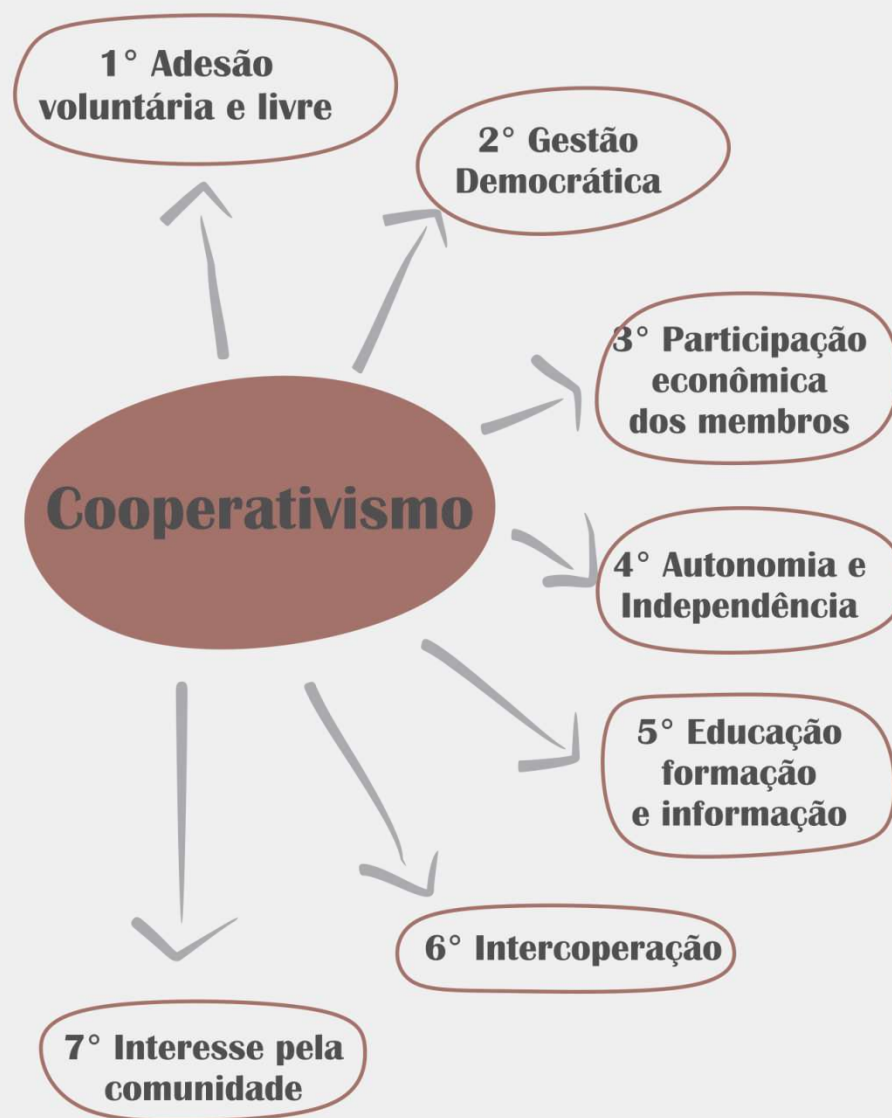 1° Adesão
voluntária e livre
2° Gestão
Democrática
3° Participação
econômica
dos membros
Cooperativismo
4° Autonomia e
Independência
5° Educação
formação
e informação
6° Intercoperação
7° Interesse pela
comunidade